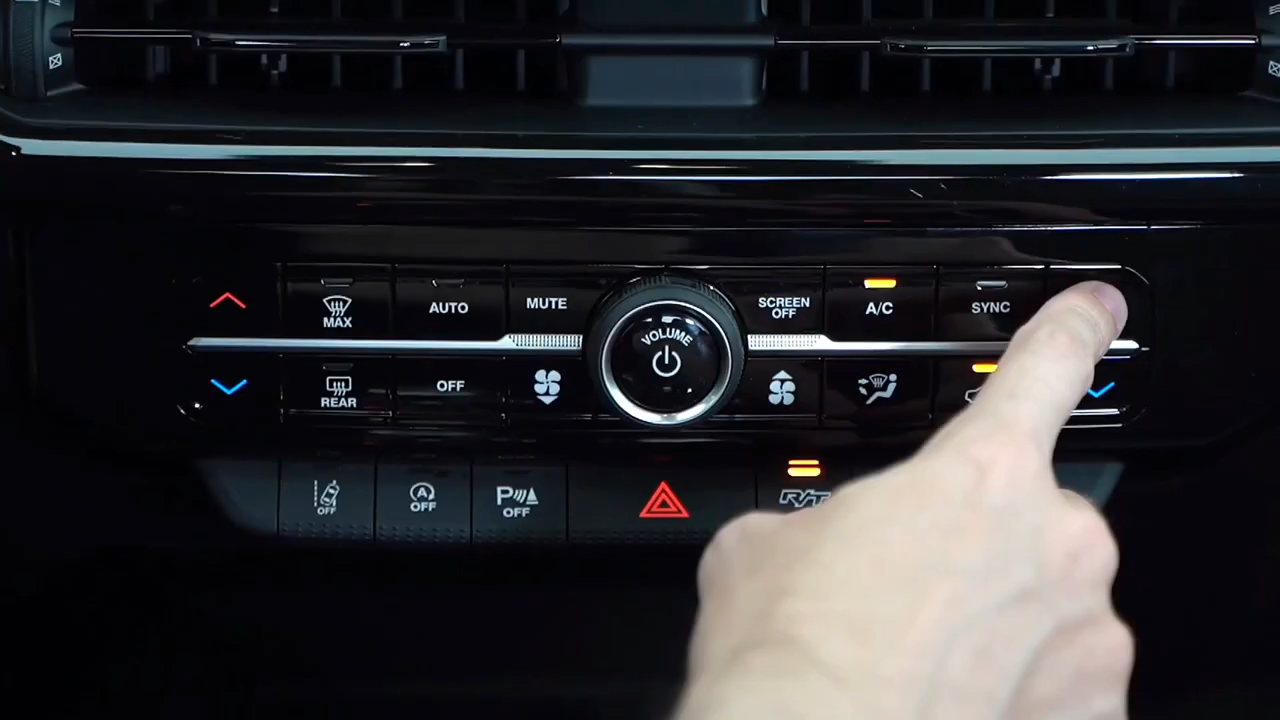 MAX
AUTO
MUTE
VOLUME
SCREEN
OFF
A/C
SYNC
REAR
OFF
OFF
A
OFF
P
OFF
R/T